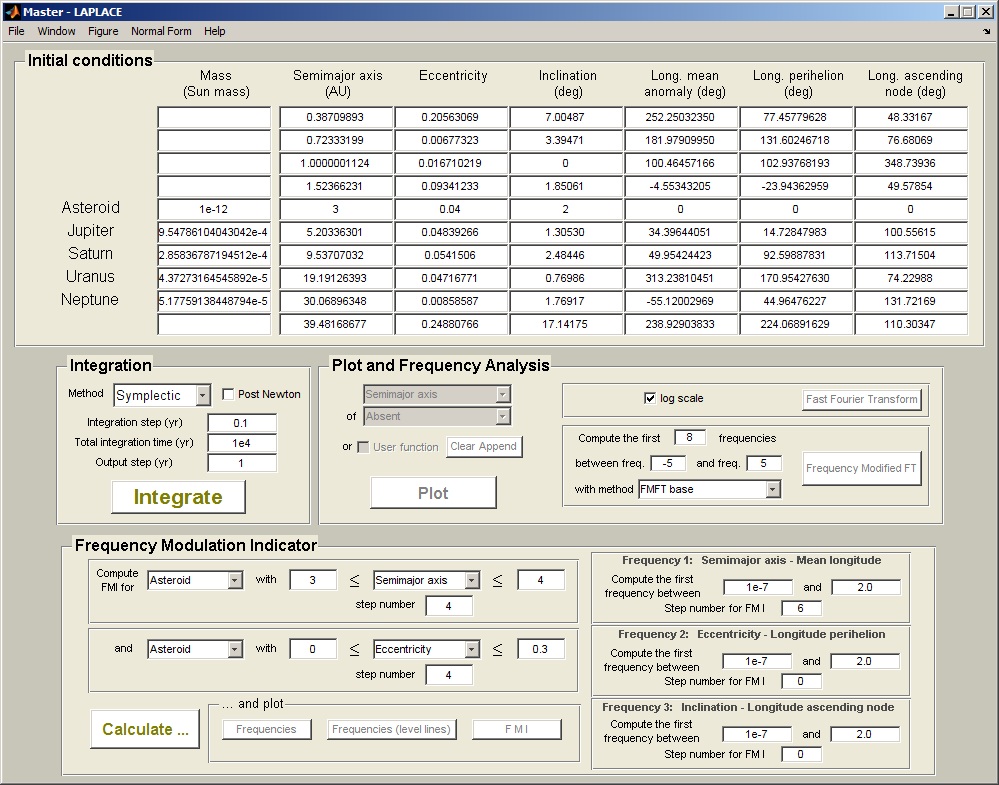 Master - LAPLACE
File Window Figure Normal Form Help
Initial conditions
Mass (Sun mass) Semimajor axis (AU) Eccentricity Inclination (deg) Long. mean anomaly (deg) Long. perihelion (deg) Long. ascending node (deg)
0.38709893 0.20563069 7.00487 252.25032350 77.45779628 48.33167
0.72333199 0.00677323 3.39471 181.97909950 131.60246718 76.68069
1.0000001124 0.016710219 0 100.46457166 102.93768193 348.73936
1.52366231 0.09341233 1.85061 -4.55343205 -23.94362959 49.57854
Asteroid 1e-12 3 0.04 2 0 0 0
Jupiter 9.54786104043042e-4 5.20336301 0.04839266 1.30530 34.39644051 14.72847983 100.55615
Saturn 2.85836787194512e-4 9.53707032 0.0541506 2.48446 49.95424423 92.59887831 113.71504
Uranus 4.37273164545892e-5 19.19126393 0.04716771 0.76986 313.23810451 170.95427630 74.22988
Neptune 5.17759138448794e-5 30.06896348 0.00858587 1.76917 -55.12002969 44.96476227 131.72169
39.48168677 0.24880766 17.14175 238.92903833 224.06891629 110.30347
Integration
Method Symplectic Post Newton
Integration step (yr) 0.1
Total integration time (yr) 1e4
Output step (yr) 1
Integrate
Plot and Frequency Analysis
Semimajor axis
of Absent
or User function Clear Append
Plot
log scale Fast Fourier Transform
Compute the first 8 frequencies
between freq. -5 and freq. 5
with method FMFT base
Frequency Modified FT
Frequency Modulation Indicator
Compute FMI for Asteroid with 3 ≤ Semimajor axis ≤ 4
step number 4
and Asteroid with 0 ≤ Eccentricity ≤ 0.3
step number 4
Calculate ...
... and plot
Frequencies Frequencies (level lines) F M I
Frequency 1: Semimajor axis - Mean longitude
Compute the first frequency between 1e-7 and 2.0
Step number for FM I 6
Frequency 2: Eccentricity - Longitude perihelion
Compute the first frequency between 1e-7 and 2.0
Step number for FM I 0
Frequency 3: Inclination - Longitude ascending node
Compute the first frequency between 1e-7 and 2.0
Step number for FM I 0